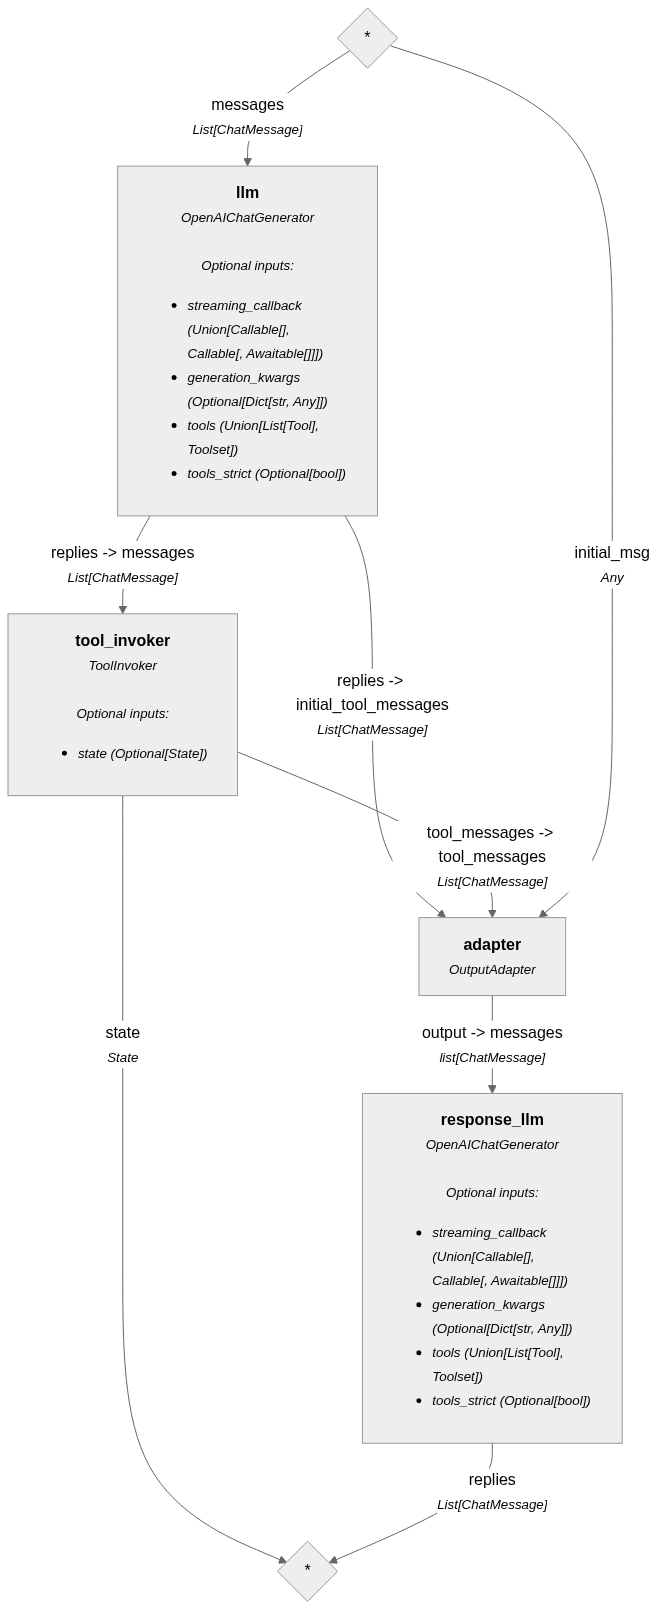 *
messages
List[ChatMessage]
llm
OpenAIChatGenerator
Optional inputs:
• streaming_callback
(Union[Callable[],
Callable[, Awaitable[]]])
• generation_kwargs
(Optional[Dict[str, Any]])
• tools (Union[List[Tool],
Toolset])
• tools_strict (Optional[bool])
replies -> messages
List[ChatMessage]
initial_msg
Any
tool_invoker
ToolInvoker
Optional inputs:
• state (Optional[State])
replies ->
initial_tool_messages
List[ChatMessage]
tool_messages ->
tool_messages
List[ChatMessage]
adapter
OutputAdapter
state
State
output -> messages
list[ChatMessage]
response_llm
OpenAIChatGenerator
Optional inputs:
• streaming_callback
(Union[Callable[],
Callable[, Awaitable[]]])
• generation_kwargs
(Optional[Dict[str, Any]])
• tools (Union[List[Tool],
Toolset])
• tools_strict (Optional[bool])
replies
List[ChatMessage]
*